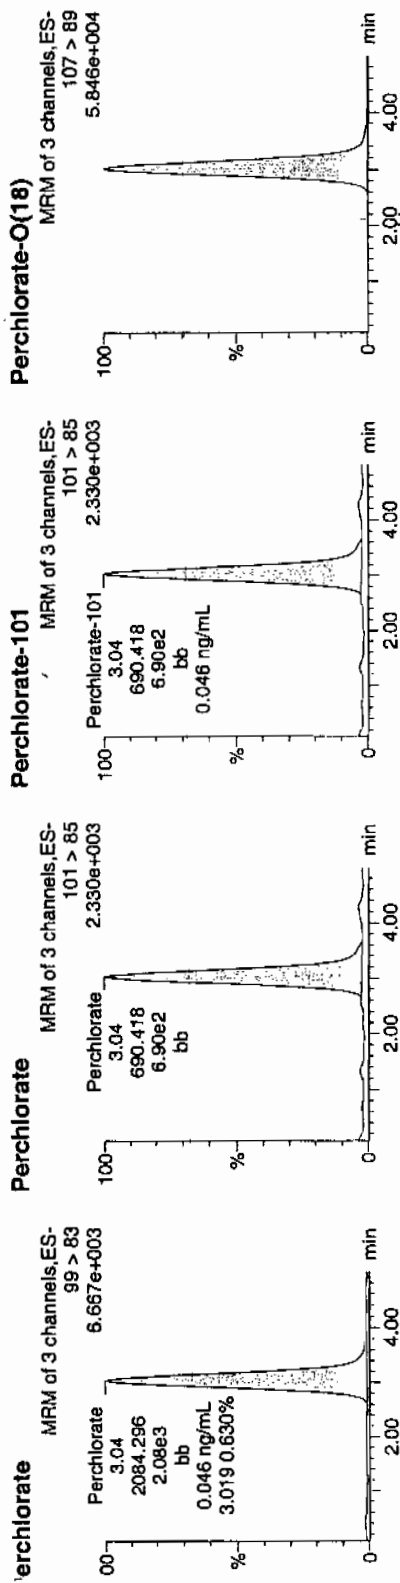 erchlorate
MRM of 3 channels,ES-
99 > 83
6.667e+003
00
Perchlorate
3.04
2084.296
2.08e3
bb
0.046 ng/mL
3.019 0.630%
%
0
2.00
4.00
min
Perchlorate
MRM of 3 channels,ES-
101 > 85
2.330e+003
100
Perchlorate
3.04
690.418
6.90e2
bb
%
0
2.00
4.00
min
Perchlorate-101
MRM of 3 channels,ES-
101 > 85
2.330e+003
100
Perchlorate-101
3.04
690.418
6.90e2
bb
0.046 ng/mL
%
0
2.00
4.00
min
Perchlorate-O(18)
MRM of 3 channels,ES-
107 > 89
5.846e+004
100
%
0
2.00
4.00
min